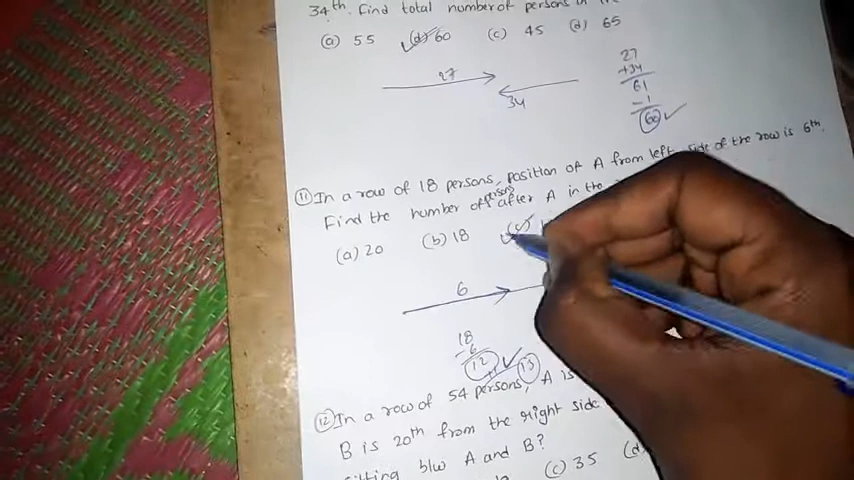 34th. Find total number of persons in
(a) 55 (b) 60 (c) 45 (d) 65
27
34
27
+34
61
-1
60
(11) In a row of 18 persons, position of A from left side of the row is 6th.
Find the number of persons after A in the
(a) 20 (b) 18 (c)
6
18
-6
12
13
(12) In a row of 54 persons, A is
B is 20th from the right side
sitting b/w A and B?
(c) 35 (d)